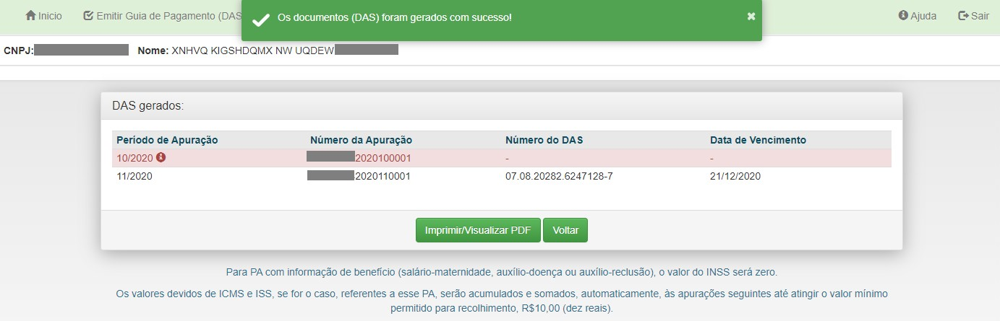 Inicio Emitir Guia de Pagamento (DAS Os documentos (DAS) foram gerados com sucesso! Ajuda Sair
CNPJ: Nome: XNHVQ KIGSHDQMX NW UQDEW
DAS gerados:
Período de Apuração Número da Apuração Número do DAS Data de Vencimento
10/2020 2020100001 - -
11/2020 2020110001 07.08.20282.6247128-7 21/12/2020
Imprimir/Visualizar PDF Voltar
Para PA com informação de benefício (salário-maternidade, auxílio-doença ou auxílio-reclusão), o valor do INSS será zero.
Os valores devidos de ICMS e ISS, se for o caso, referentes a esse PA, serão acumulados e somados, automaticamente, às apurações seguintes até atingir o valor mínimo
permitido para recolhimento, R$10,00 (dez reais).